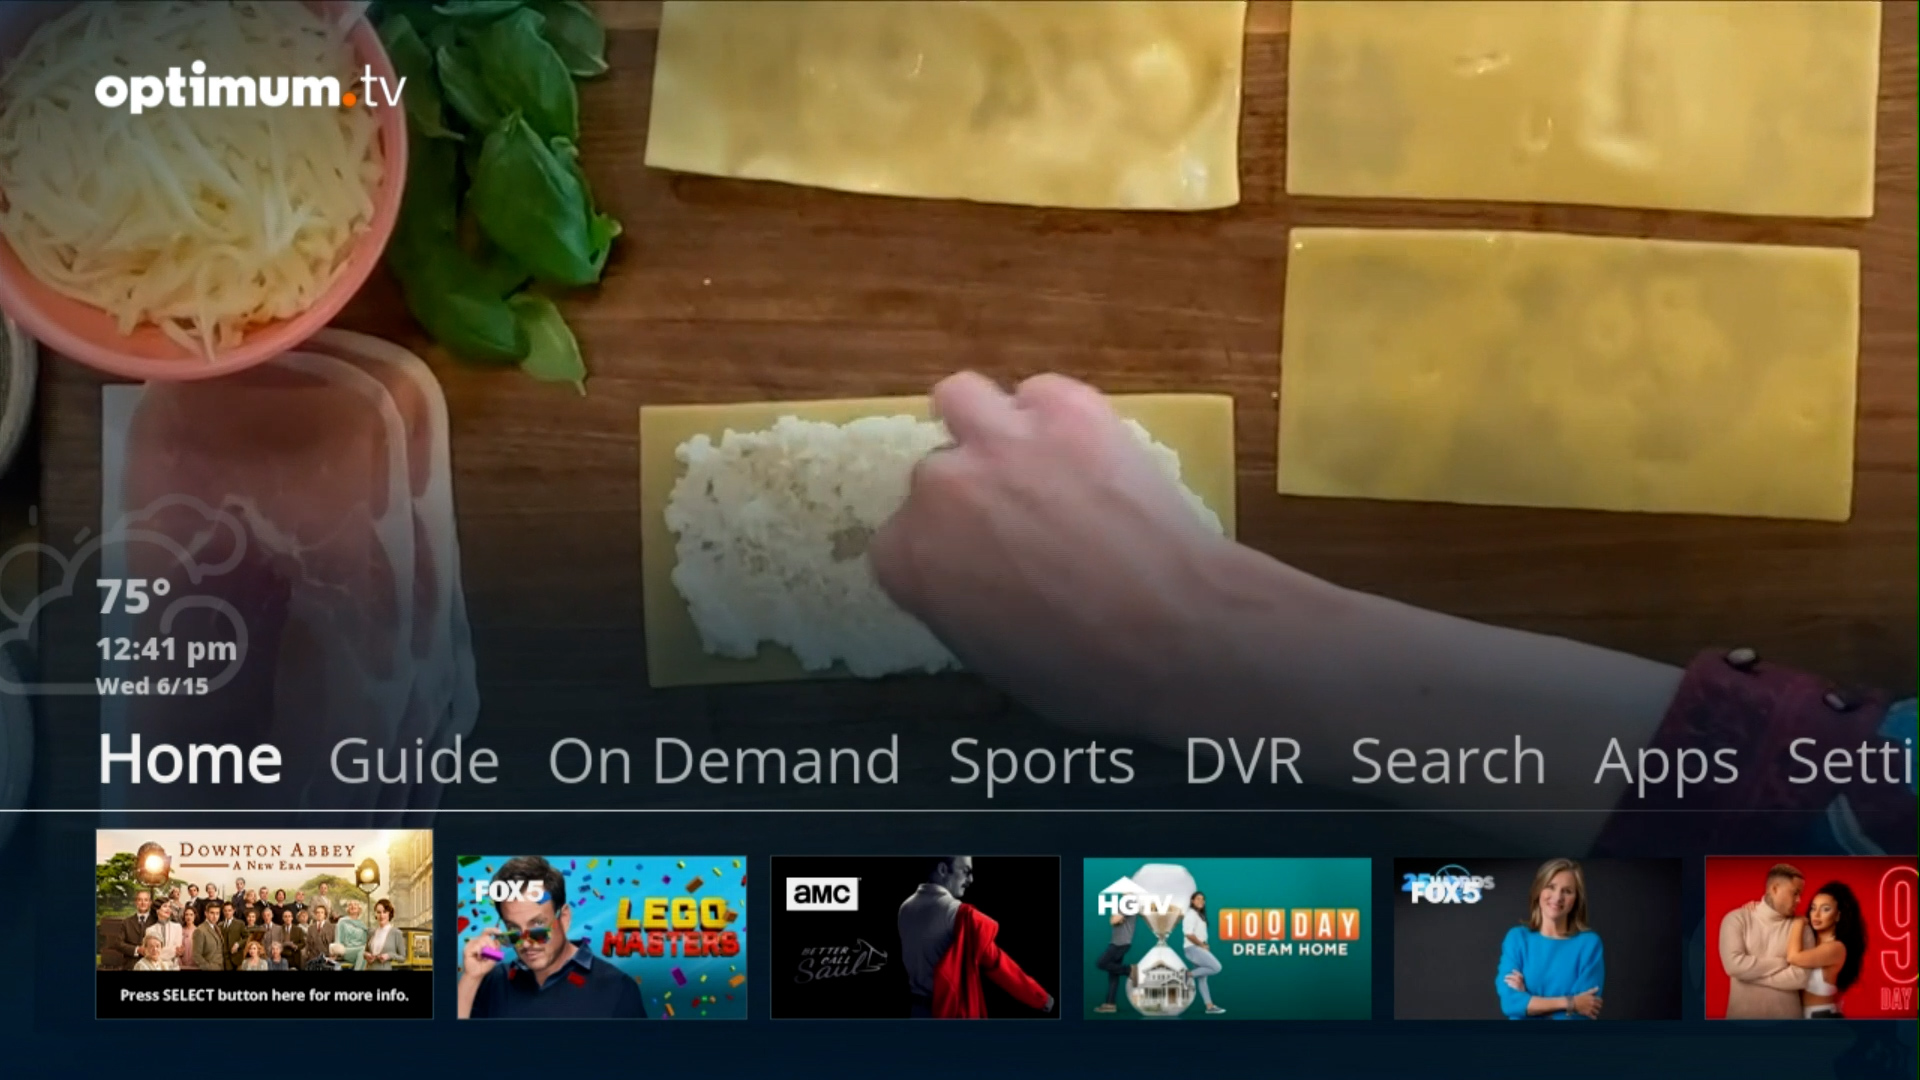 optimum.tv
75°
12:41 pm
Wed 6/15
Home Guide On Demand Sports DVR Search Apps Setti
DOWNTON ABBEY
A NEW ERA
Press SELECT button here for more info.
FOX5
LEGO
MASTERS
aMC
BETTER
CALL
Saul
HGTV
100 DAY
DREAM HOME
25 WORDS
FOX5
9
DAY